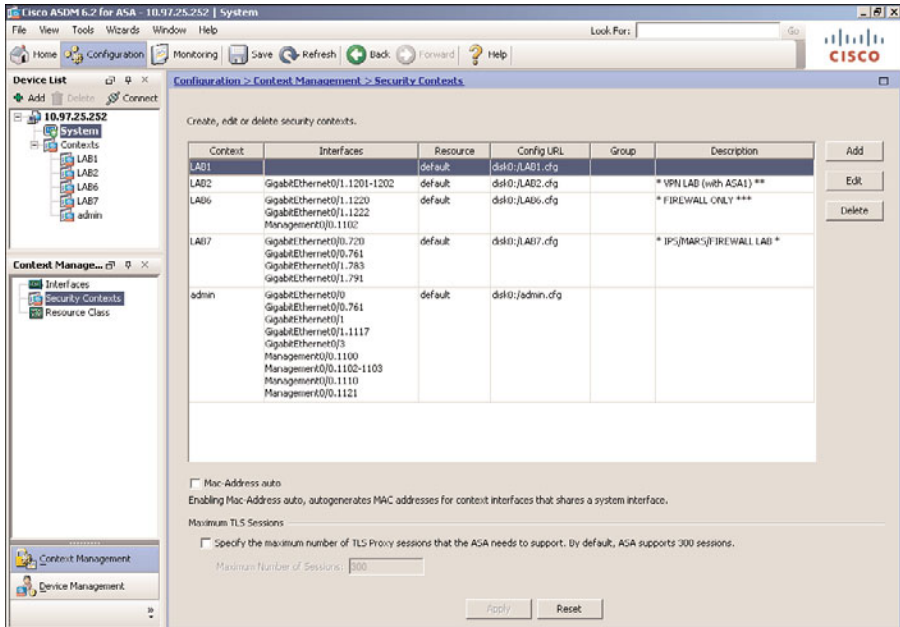 Cisco ASDM 6.2 for ASA - 10.97.25.252 | System
File View Tools Wizards Window Help
Look For:
Go
Home Configuration Monitoring Save Refresh Back Forward Help
CISCO
Device List
Add Delete Connect
10.97.25.252
System
Contexts
LAB1
LAB2
LAB6
LAB7
admin
Context Manage...
Interfaces
Security Contexts
Resource Class
Context Management
Device Management
Configuration > Context Management > Security Contexts
Create, edit or delete security contexts.
Context Interfaces Resource Config URL Group Description
LAB1 default disk0:/LAB1.cfg
LAB2 GigabitEthernet0/1.1201-1202 default disk0:/LAB2.cfg * VPN LAB (with ASA1) **
LAB6 GigabitEthernet0/1.1220 default disk0:/LAB6.cfg * FIREWALL ONLY ***
GigabitEthernet0/1.1222
Management0/0.1102
LAB7 GigabitEthernet0/0.720 default disk0:/LAB7.cfg * IPS/MARS/FIREWALL LAB *
GigabitEthernet0/0.761
GigabitEthernet0/1.783
GigabitEthernet0/1.791
admin GigabitEthernet0/0 default disk0:/admin.cfg
GigabitEthernet0/0.761
GigabitEthernet0/1
GigabitEthernet0/1.1117
GigabitEthernet0/3
Management0/0.1100
Management0/0.1102-1103
Management0/0.1110
Management0/0.1121
Add
Edit
Delete
Mac-Address auto
Enabling Mac-Address auto, autogenerates MAC addresses for context interfaces that shares a system interface.
Maximum TLS Sessions
Specify the maximum number of TLS Proxy sessions that the ASA needs to support. By default, ASA supports 300 sessions.
Maximum Number of Sessions: 300
Apply Reset